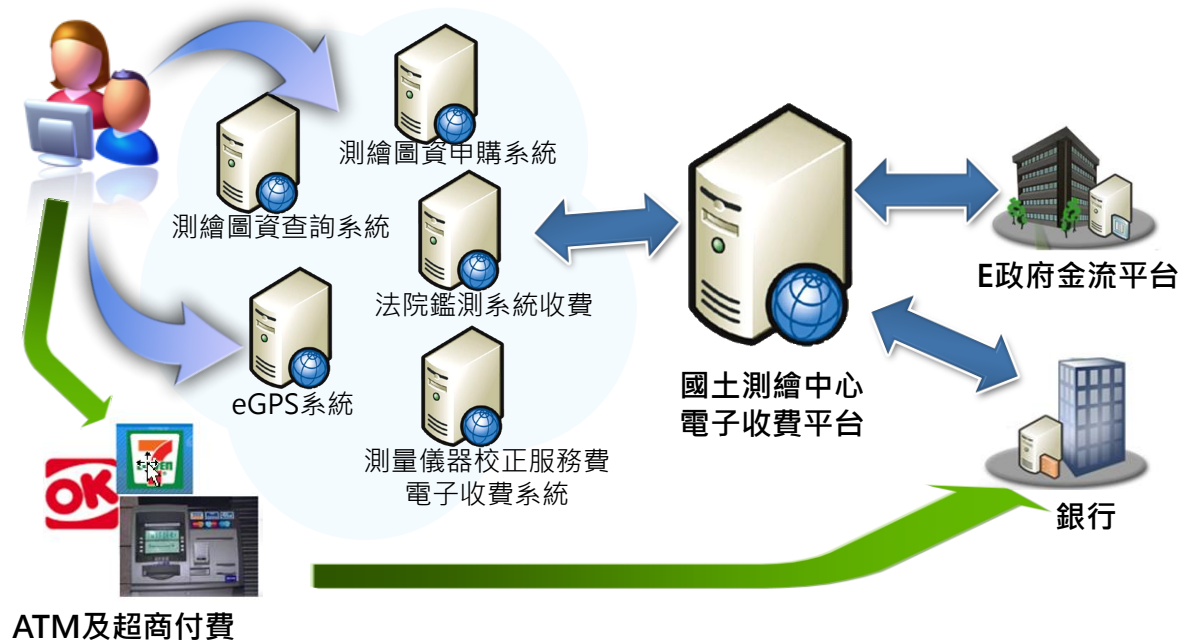 測繪圖資申購系統
測繪圖資查詢系統
法院鑑測系統收費
eGPS系統
測量儀器校正服務費
電子收費系統
國土測繪中心
電子收費平台
E政府金流平台
銀行
OK
7
ATM及超商付費